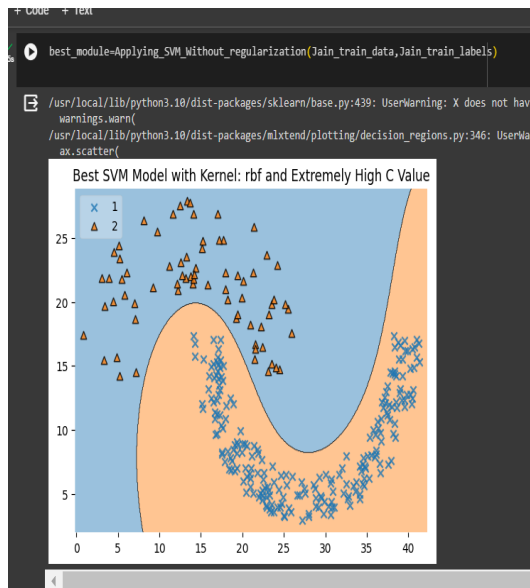 + Code + Text
best_module=Applying_SVM_Without_regularization(Jain_train_data,Jain_train_labels)
/usr/local/lib/python3.10/dist-packages/sklearn/base.py:439: UserWarning: X does not hav
warnings.warn(
/usr/local/lib/python3.10/dist-packages/mlxtend/plotting/decision_regions.py:346: UserWa
ax.scatter(
Best SVM Model with Kernel: rbf and Extremely High C Value
1
2
25
20
15
10
5
0 5 10 15 20 25 30 35 40